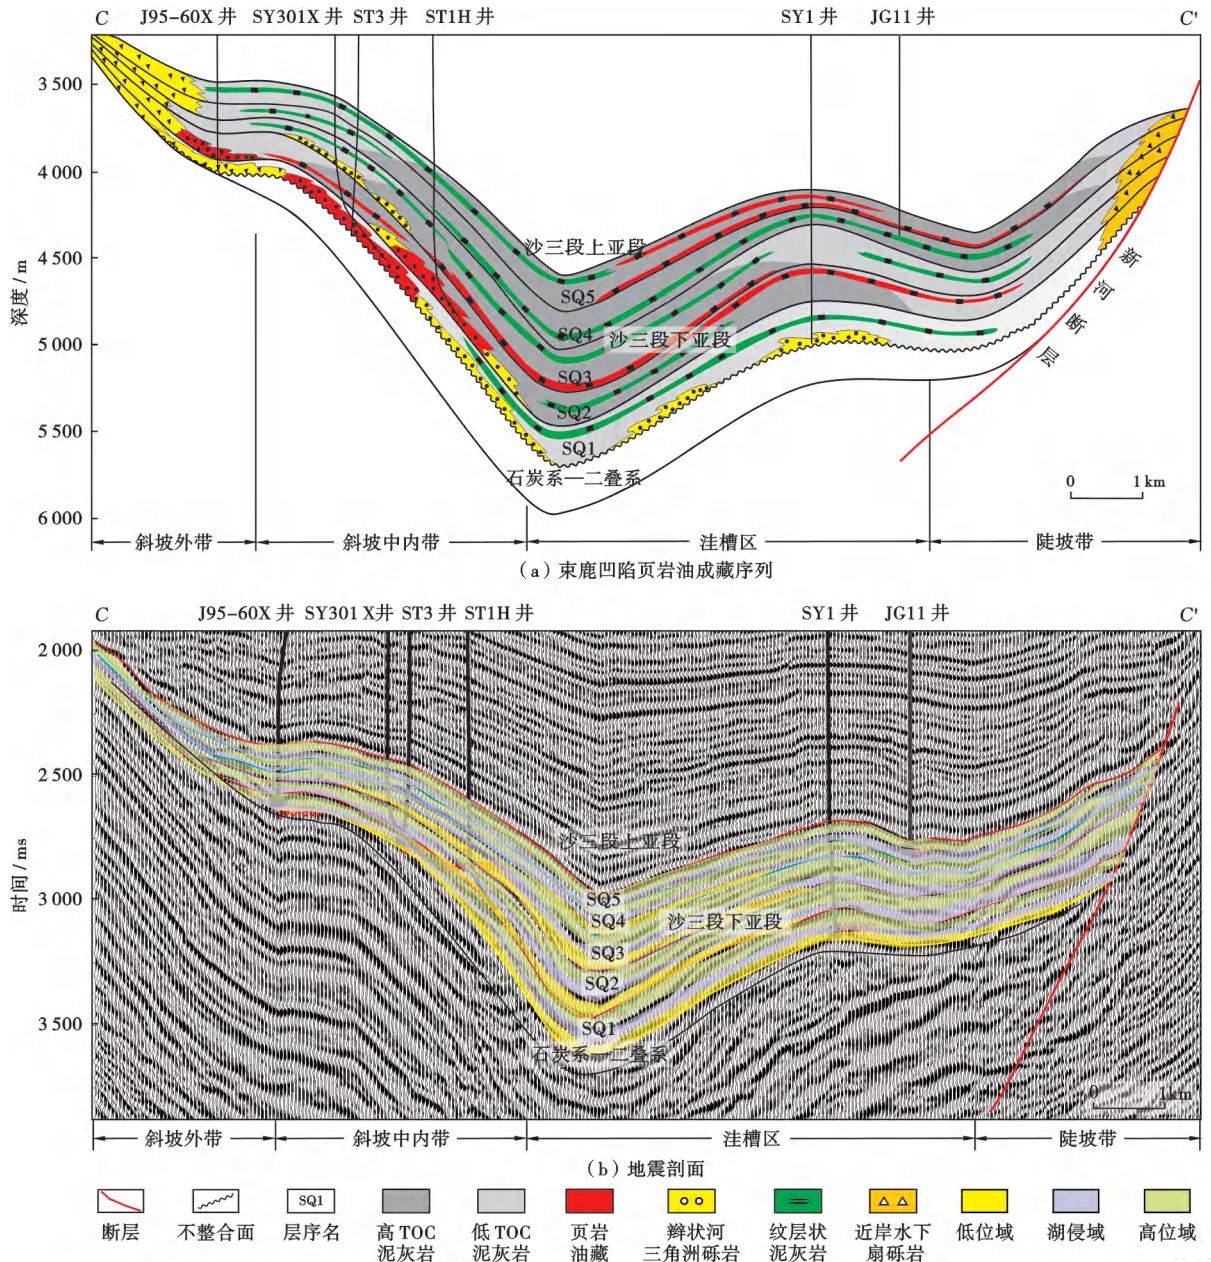 C J95-60X 井 SY301X 井 ST3 井 ST1H 井 SY1 井 JG11 井 C'
3 500
4 000
4 500
5 000
5 500
6 000
深度 / m
沙三段上亚段
SQ5
SQ4
沙三段下亚段
SQ3
SQ2
SQ1
石炭系—二叠系
新河断层
0 1 km
斜坡外带 斜坡中内带 洼槽区 陡坡带
(a) 束鹿凹陷页岩油成藏序列
C J95-60X 井 SY301 X井 ST3 井 ST1H 井 SY1 井 JG11 井 C'
2 000
2 500
3 000
3 500
时间 / ms
沙三段上亚段
SQ5
SQ4
沙三段下亚段
SQ3
SQ2
SQ1
石炭系—二叠系
0 1km
斜坡外带 斜坡中内带 洼槽区 陡坡带
(b) 地震剖面
SQ1
断层 不整合面 层序名 高 TOC 低 TOC 页岩 辫状河 纹层状 近岸水下 低位域 湖侵域 高位域
泥灰岩 泥灰岩 油藏 三角洲砾岩 泥灰岩 扇砾岩